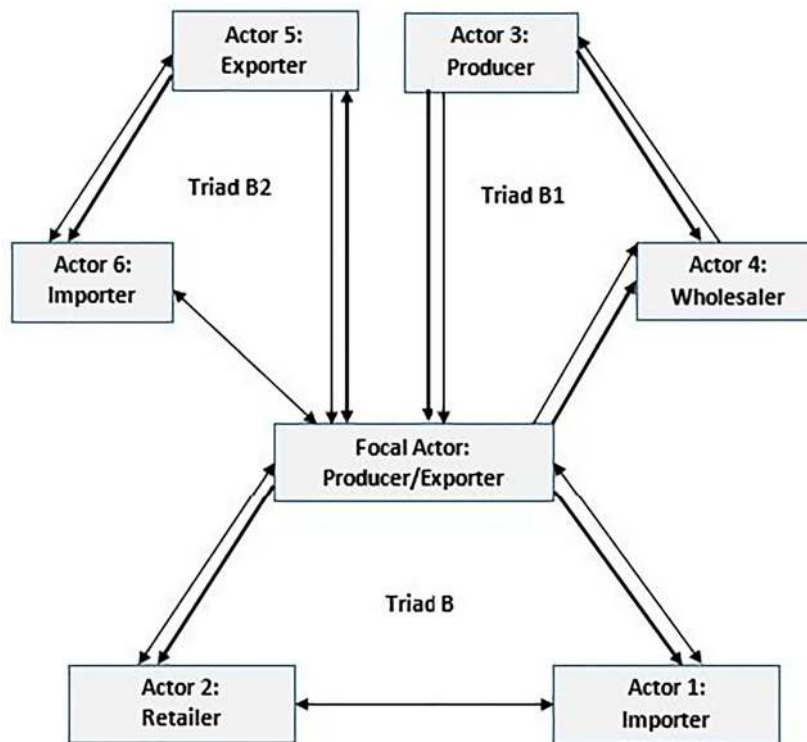 Actor 5:
Exporter
Actor 3:
Producer
Triad B2
Triad B1
Actor 6:
Importer
Actor 4:
Wholesaler
Focal Actor:
Producer/Exporter
Triad B
Actor 2:
Retailer
Actor 1:
Importer